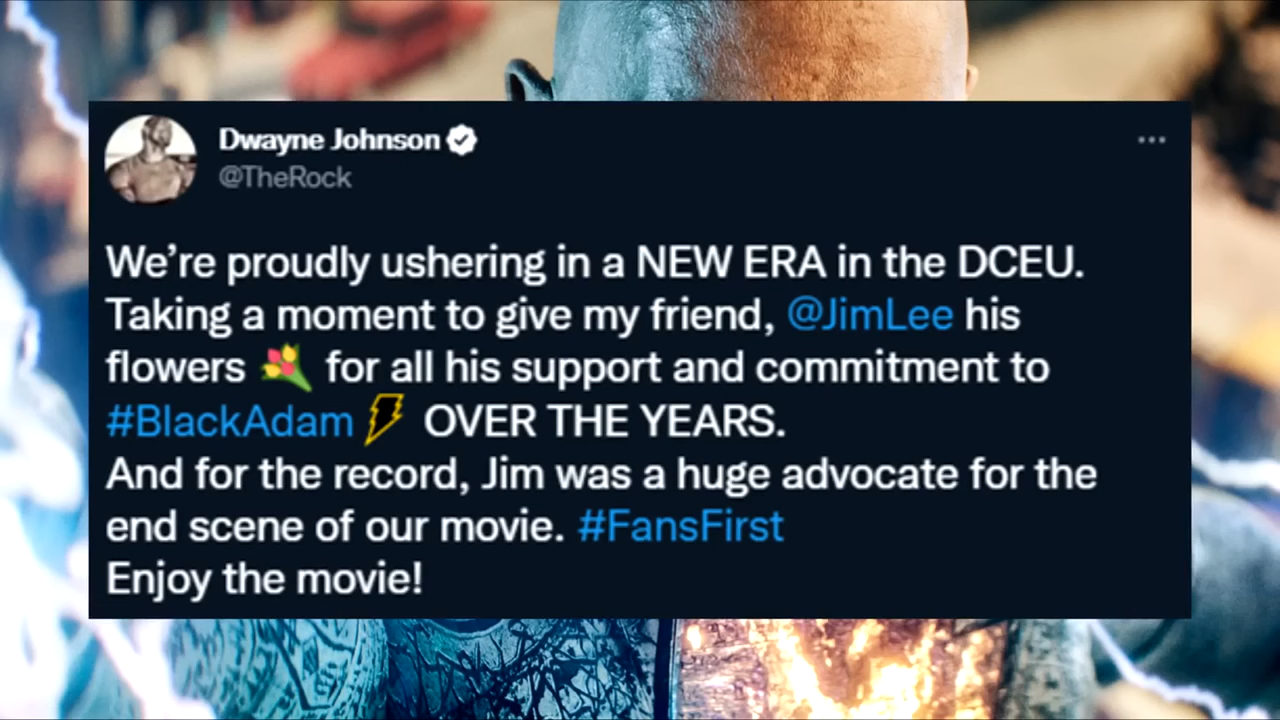 Dwayne Johnson
@TheRock
We’re proudly ushering in a NEW ERA in the DCEU.
Taking a moment to give my friend, @JimLee his
flowers 💐 for all his support and commitment to
#BlackAdam⚡ OVER THE YEARS.
And for the record, Jim was a huge advocate for the
end scene of our movie. #FansFirst
Enjoy the movie!